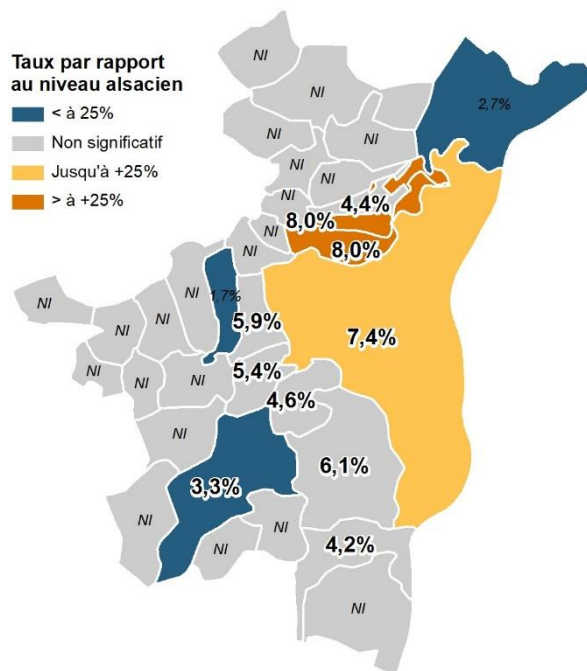 Taux par rapport
au niveau alsacien
< à 25%
Non significatif
Jusqu'à +25%
> à +25%
NI
NI
2,7%
NI
NI
NI
NI
NI
4,4%
8,0%
NI
8,0%
NI
NI
NI
1,7%
NI
NI
5,9%
7,4%
NI
NI
NI
5,4%
4,6%
NI
6,1%
3,3%
NI
NI
NI
4,2%
NI